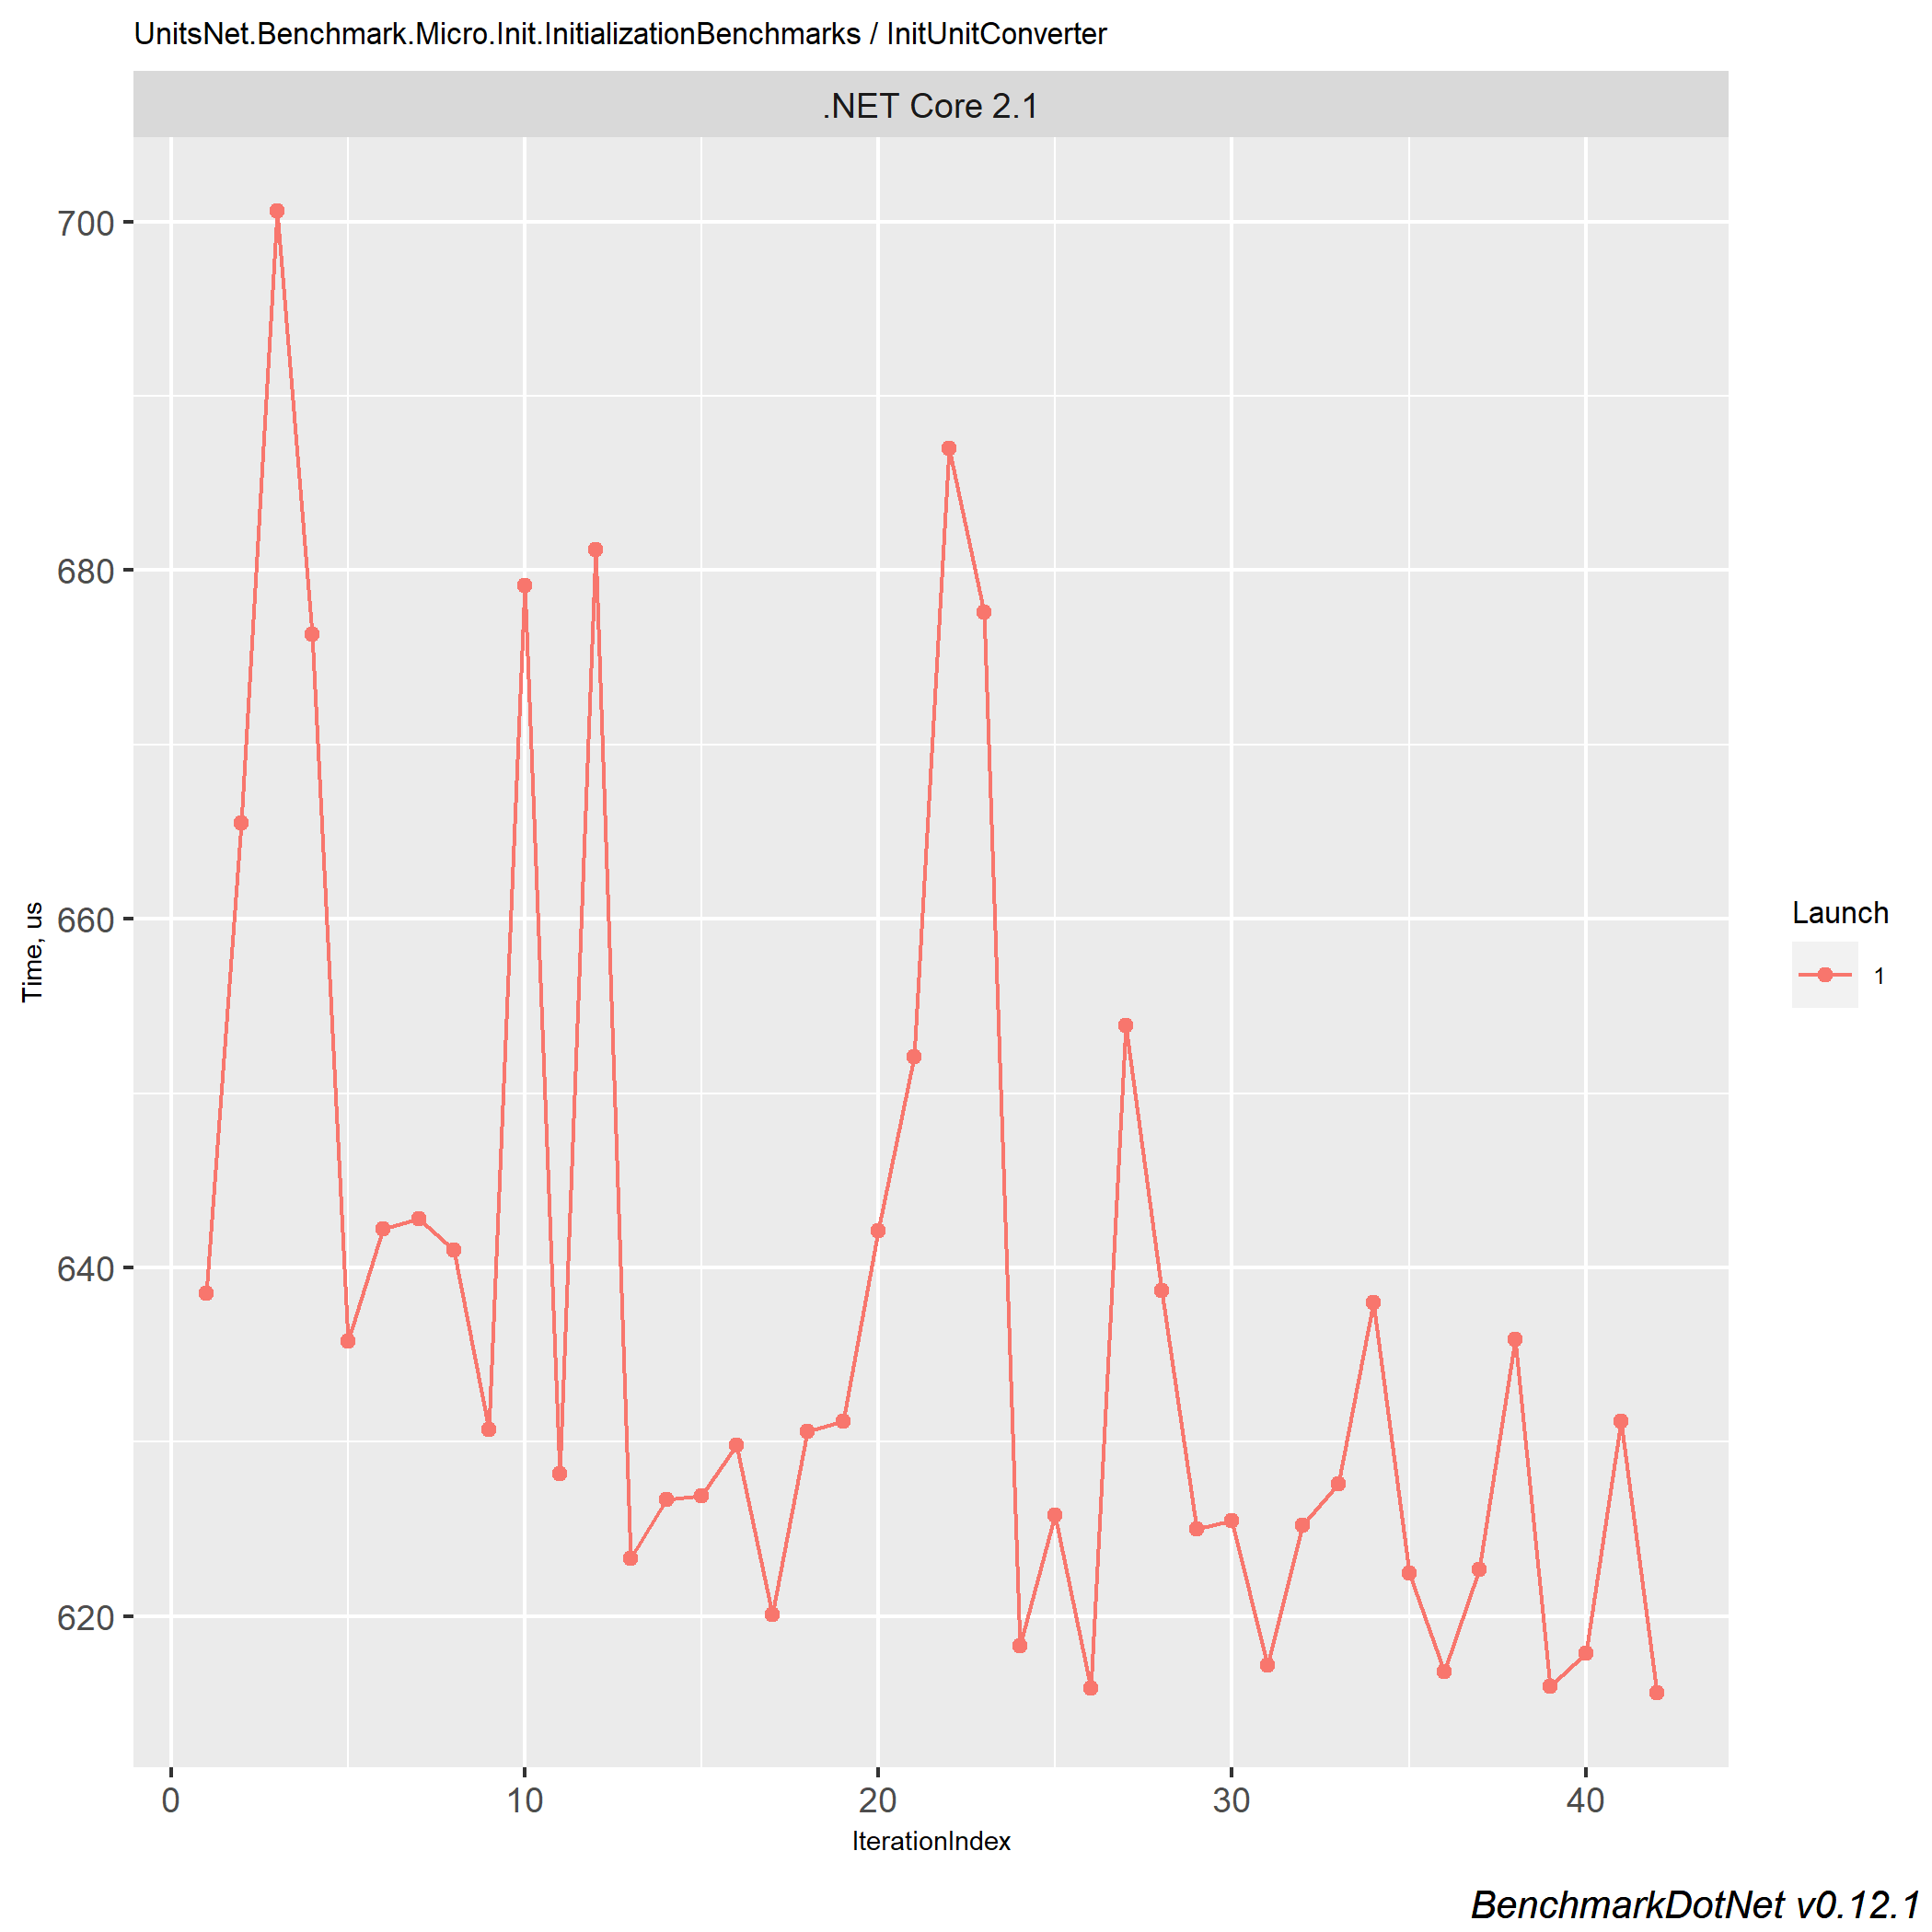 UnitsNet.Benchmark.Micro.Init.InitializationBenchmarks / InitUnitConverter
.NET Core 2.1
700
680
660
640
620
Time, us
0 10 20 30 40
IterationIndex
Launch
1
BenchmarkDotNet v0.12.1